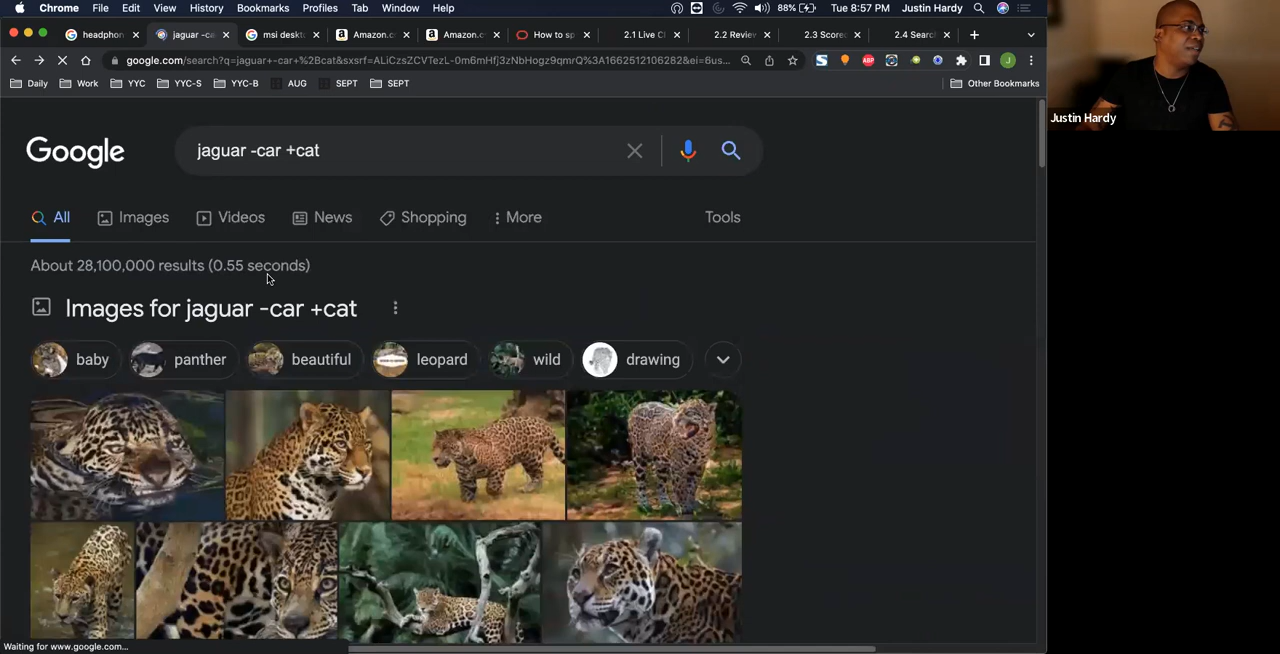 Chrome File Edit View History Bookmarks Profiles Tab Window Help 88% Tue 8:57 PM Justin Hardy
headphon jaguar -ca msi deskt Amazon.c Amazon.c How to sp 2.1 Live C 2.2 Review 2.3 Score 2.4 Searc
google.com/search?q=jaguar+-car+%2Bcat&sxsrf=ALiCzsZCVTezL-0m6mHfj3zNbHogz9qmrQ%3A1662512106282&ei=6us...
Daily Work YYC YYC-S YYC-B AUG SEPT SEPT Other Bookmarks
Justin Hardy
Google jaguar -car +cat
All Images Videos News Shopping More Tools
About 28,100,000 results (0.55 seconds)
Images for jaguar -car +cat
baby panther beautiful leopard wild drawing
Waiting for www.google.com...